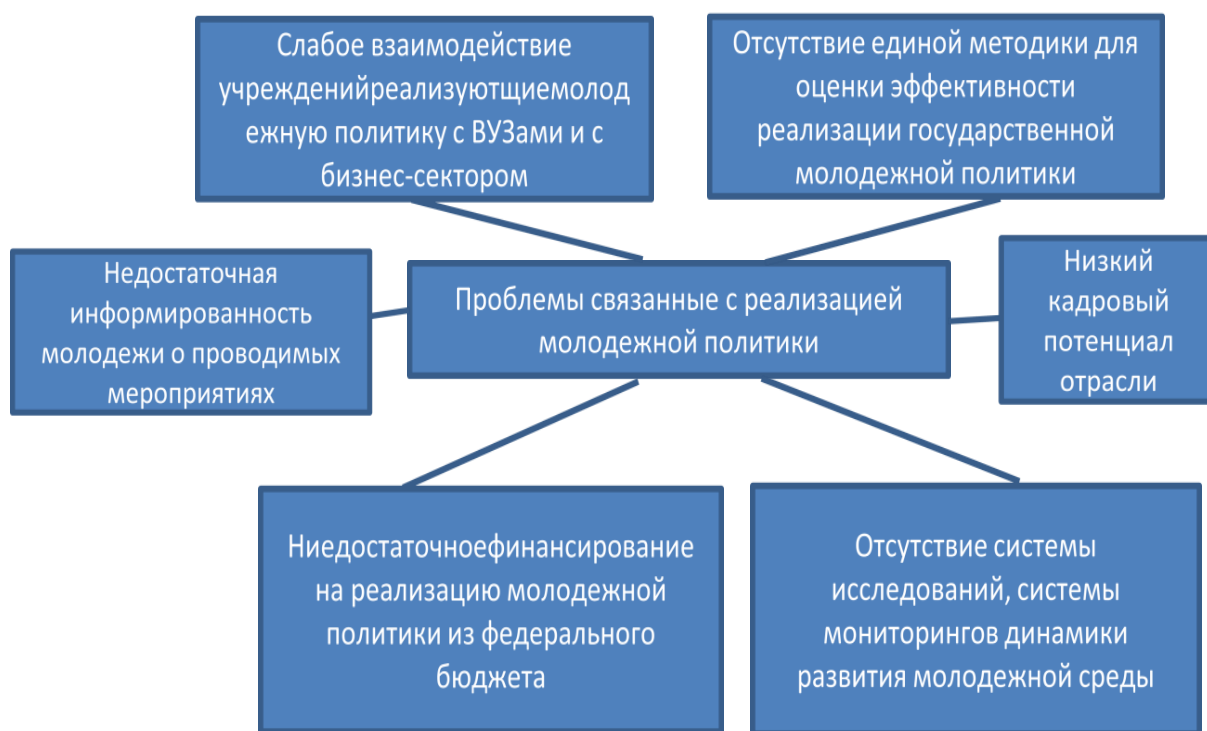 Слабое взаимодействие
учрежденийреализуютщиемолод
ежную политику с ВУЗами и с
бизнес-сектором
Отсутствие единой методики для
оценки эффективности
реализации государственной
молодежной политики
Недостаточная
информированность
молодежи о проводимых
мероприятиях
Проблемы связанные с реализацией
молодежной политики
Низкий
кадровый
потенциал
отрасли
Ниедостаточноефинансирование
на реализацию молодежной
политики из федерального
бюджета
Отсутствие системы
исследований, системы
мониторингов динамики
развития молодежной среды